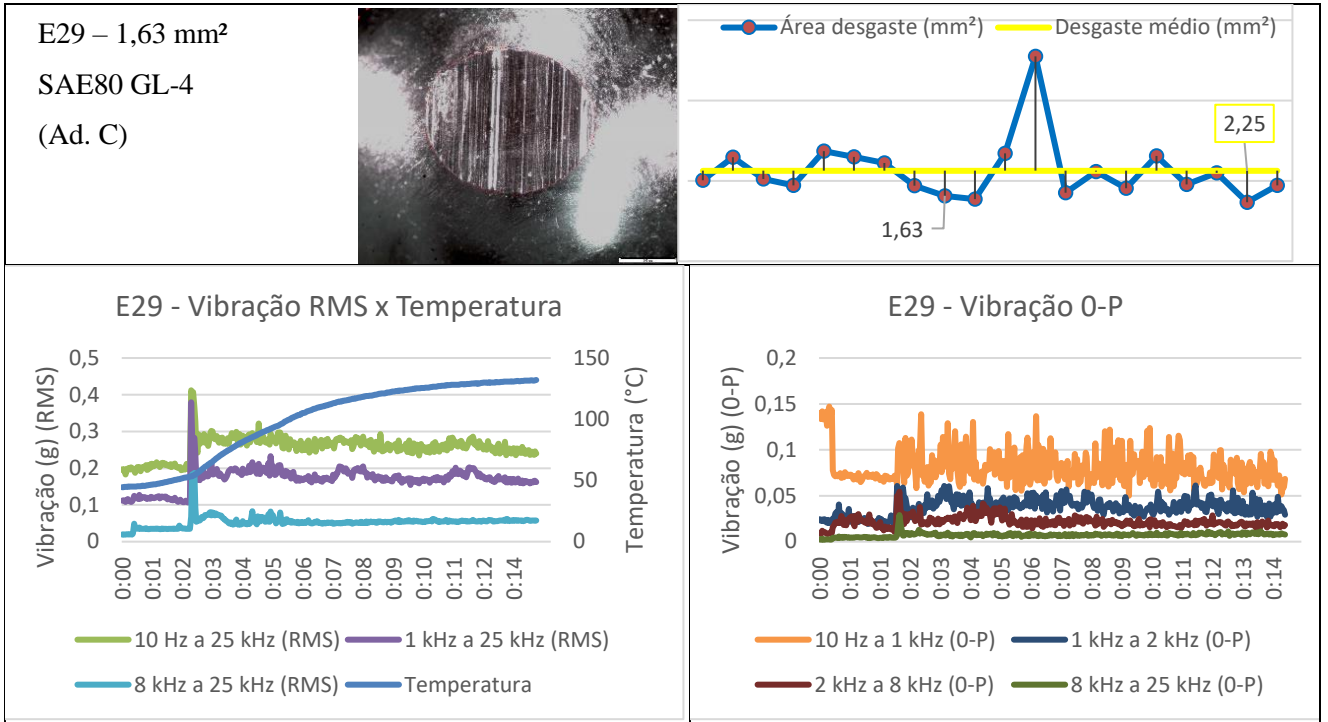 E29 – 1,63 mm²
SAE80 GL-4
(Ad. C)
Área desgaste (mm²)
Desgaste médio (mm²)
2,25
1,63
E29 - Vibração RMS x Temperatura
Vibração (g) (RMS)
0,5
0,4
0,3
0,2
0,1
0
150
100
50
0
Temperatura (°C)
0:00
0:01
0:02
0:03
0:04
0:05
0:06
0:07
0:08
0:09
0:10
0:11
0:12
0:14
10 Hz a 25 kHz (RMS)
1 kHz a 25 kHz (RMS)
8 kHz a 25 kHz (RMS)
Temperatura
E29 - Vibração 0-P
Vibração (g) (0-P)
0,2
0,15
0,1
0,05
0
0:00
0:01
0:01
0:02
0:03
0:04
0:05
0:06
0:07
0:08
0:09
0:10
0:11
0:12
0:13
0:14
10 Hz a 1 kHz (0-P)
1 kHz a 2 kHz (0-P)
2 kHz a 8 kHz (0-P)
8 kHz a 25 kHz (0-P)